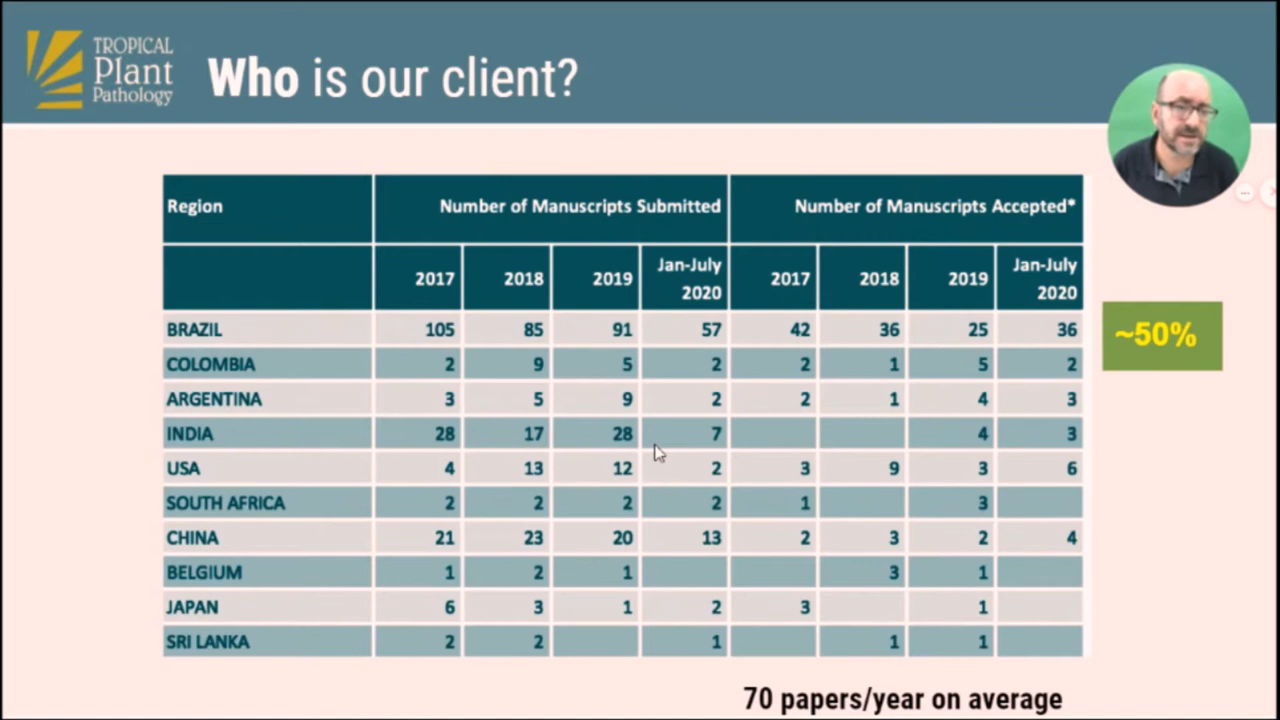 TROPICAL
Plant
Pathology
Who is our client?
Region Number of Manuscripts Submitted Number of Manuscripts Accepted*
2017 2018 2019 Jan-July 2020 2017 2018 2019 Jan-July 2020
BRAZIL 105 85 91 57 42 36 25 36
~50%
COLOMBIA 2 9 5 2 2 1 5 2
ARGENTINA 3 5 9 2 2 1 4 3
INDIA 28 17 28 7 4 3
USA 4 13 12 2 3 9 3 6
SOUTH AFRICA 2 2 2 2 1 3
CHINA 21 23 20 13 2 3 2 4
BELGIUM 1 2 1 3 1
JAPAN 6 3 1 2 3 1
SRI LANKA 2 2 1 1 1
70 papers/year on average